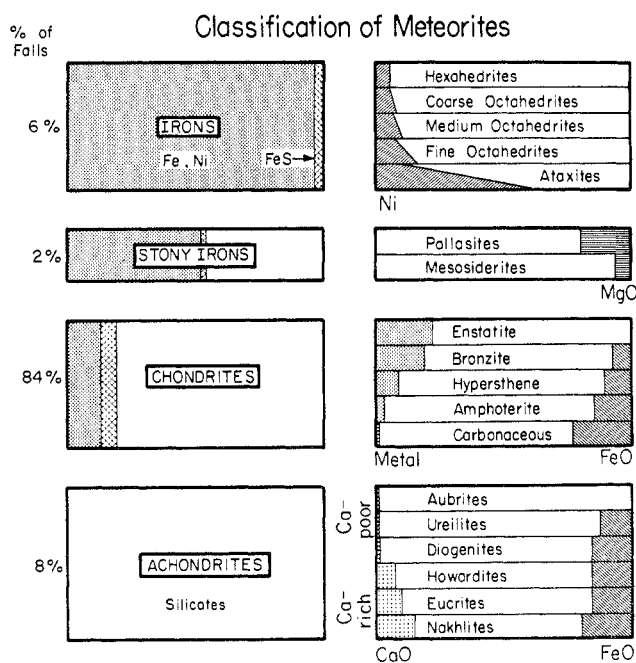 Classification of Meteorites
% of
Falls
6%
IRONS
Fe, Ni
FeS
Hexahedrites
Coarse Octahedrites
Medium Octahedrites
Fine Octahedrites
Ataxites
Ni
2%
STONY IRONS
Pallasites
Mesosiderites
MgO
84%
CHONDRITES
Enstatite
Bronzite
Hypersthene
Amphoterite
Carbonaceous
Metal
FeO
8%
ACHONDRITES
Silicates
Ca-
poor
Ca-
rich
Aubrites
Ureilites
Diogenites
Howardites
Eucrites
Nakhlites
CaO
FeO